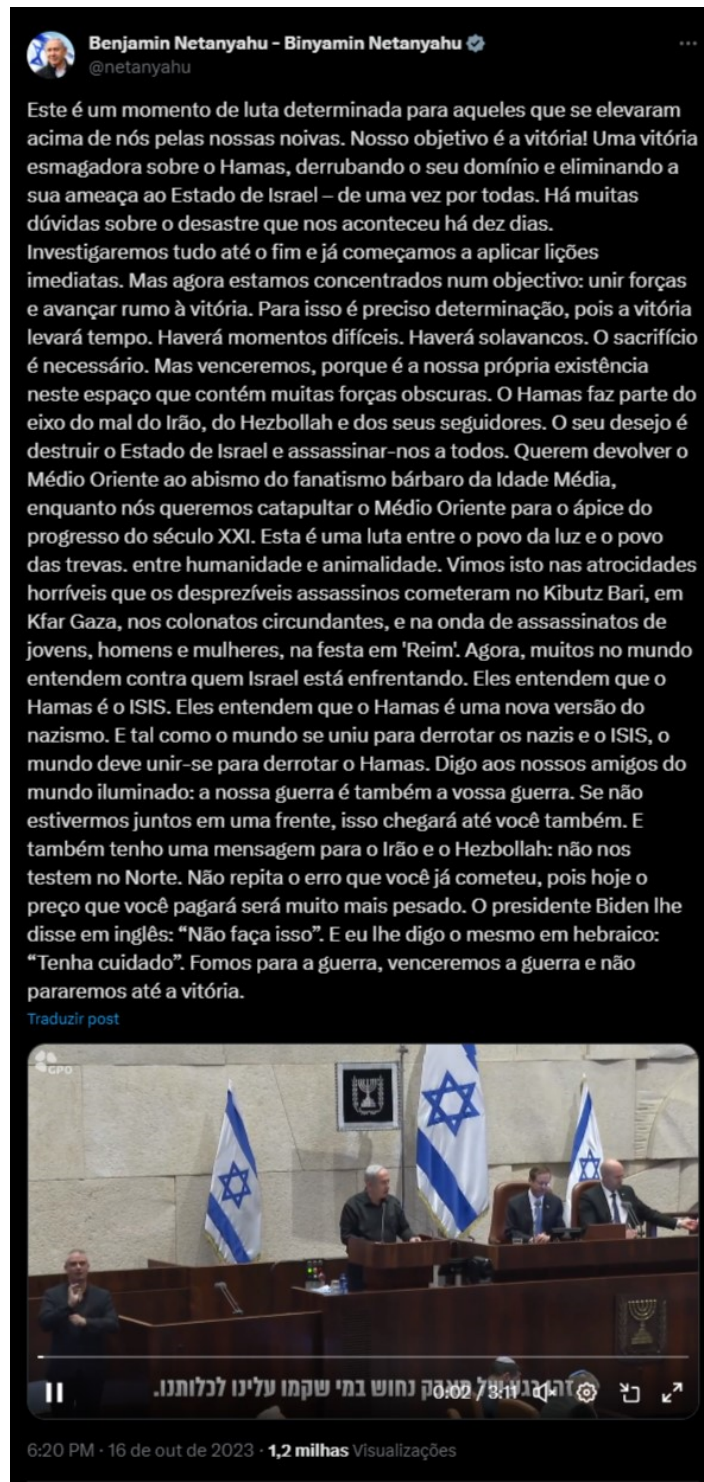 Benjamin Netanyahu - Binyamin Netanyahu
@netanyahu
Este é um momento de luta determinada para aqueles que se elevaram
acima de nós pelas nossas noivas. Nosso objetivo é a vitória! Uma vitória
esmagadora sobre o Hamas, derrubando o seu domínio e eliminando a
sua ameaça ao Estado de Israel – de uma vez por todas. Há muitas
dúvidas sobre o desastre que nos aconteceu há dez dias.
Investigaremos tudo até o fim e já começamos a aplicar lições
imediatas. Mas agora estamos concentrados num objectivo: unir forças
e avançar rumo à vitória. Para isso é preciso determinação, pois a vitória
levará tempo. Haverá momentos difíceis. Haverá solavancos. O sacrifício
é necessário. Mas venceremos, porque é a nossa própria existência
neste espaço que contém muitas forças obscuras. O Hamas faz parte do
eixo do mal do Irão, do Hezbollah e dos seus seguidores. O seu desejo é
destruir o Estado de Israel e assassinar-nos a todos. Querem devolver o
Médio Oriente ao abismo do fanatismo bárbaro da Idade Média,
enquanto nós queremos catapultar o Médio Oriente para o ápice do
progresso do século XXI. Esta é uma luta entre o povo da luz e o povo
das trevas. entre humanidade e animalidade. Vimos isto nas atrocidades
horríveis que os desprezíveis assassinos cometeram no Kibutz Bari, em
Kfar Gaza, nos colonatos circundantes, e na onda de assassinatos de
jovens, homens e mulheres, na festa em 'Reim'. Agora, muitos no mundo
entendem contra quem Israel está enfrentando. Eles entendem que o
Hamas é o ISIS. Eles entendem que o Hamas é uma nova versão do
nazismo. E tal como o mundo se uniu para derrotar os nazis e o ISIS, o
mundo deve unir-se para derrotar o Hamas. Digo aos nossos amigos do
mundo iluminado: a nossa guerra é também a vossa guerra. Se não
estivermos juntos em uma frente, isso chegará até você também. E
também tenho uma mensagem para o Irão e o Hezbollah: não nos
testem no Norte. Não repita o erro que você já cometeu, pois hoje o
preço que você pagará será muito mais pesado. O presidente Biden lhe
disse em inglês: “Não faça isso”. E eu lhe digo o mesmo em hebraico:
“Tenha cuidado”. Fomos para a guerra, venceremos a guerra e não
pararemos até a vitória.
Traduzir post
GPO
נחוש במי שקמו עלינו לכלותנו.
0:02 / 3:11
6:20 PM · 16 de out de 2023 · 1,2 milhas Visualizações